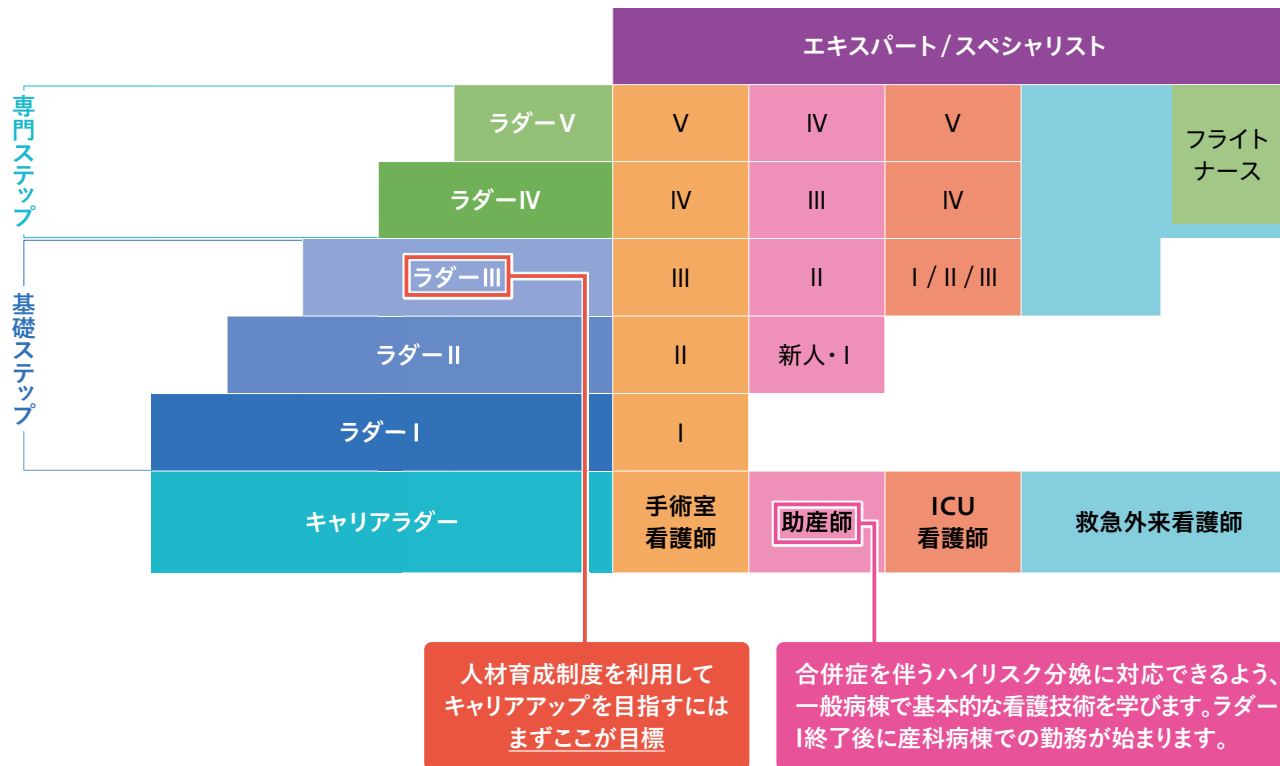 エキスパート/スペャリスト
専門ステップ
ラダーV
V
IV
V
フライト
ナース
ラダーIV
IV
III
IV
基礎ステップ
ラダーIII
III
II
I / II / III
ラダーII
II
新人・I
ラダーI
I
キャリアラダー
手術室
看護師
助産師
ICU
看護師
救急外来看護師
人材育成制度を利用して
キャリアアップを目指すには
まずここが目標
合併症を伴うハイリスク分娩に対応できるよう、
一般病棟で基本的な看護技術を学びます。ラダー
I終了後に産科病棟での勤務が始まります。